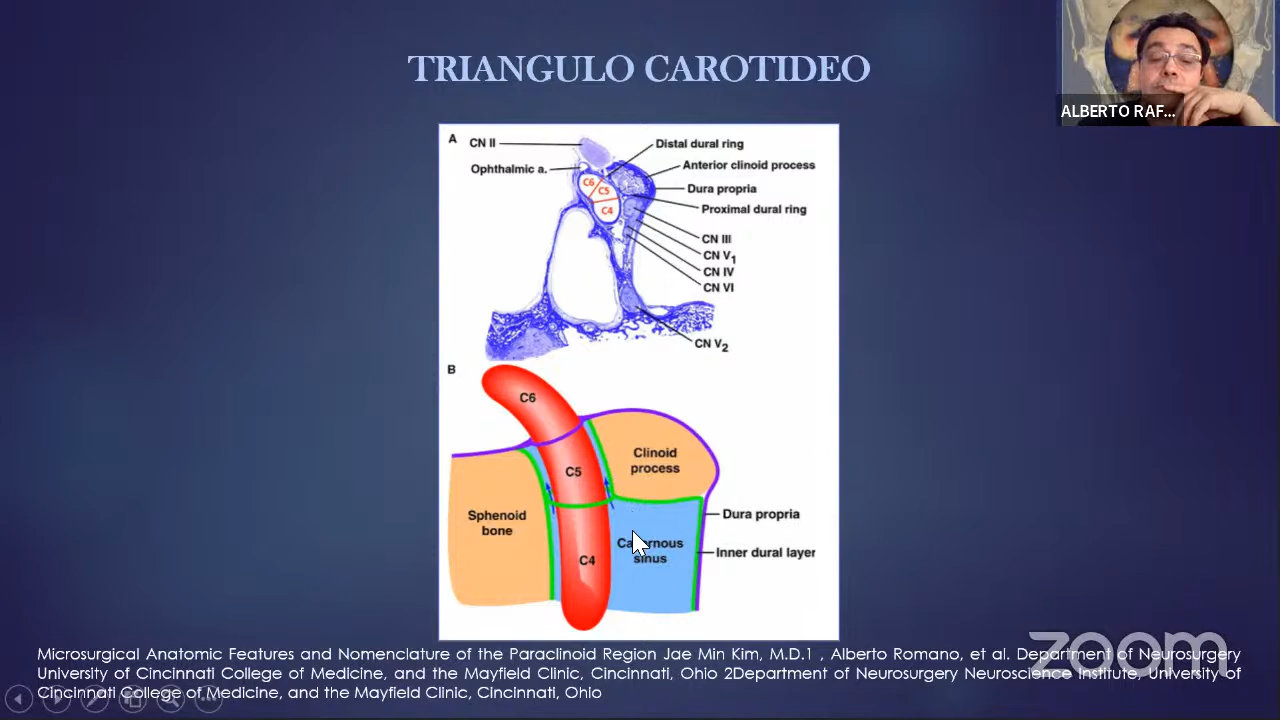 TRIANGULO CAROTIDEO
ALBERTO RAF...
A
CN II
Ophthalmic a.
C6
C5
C4
Distal dural ring
Anterior clinoid process
Dura propria
Proximal dural ring
CN III
CN V1
CN IV
CN VI
CN V2
B
C6
C5
C4
Clinoid
process
Sphenoid
bone
Cavernous
sinus
Dura propria
Inner dural layer
Microsurgical Anatomic Features and Nomenclature of the Paraclinoid Region Jae Min Kim, M.D.1 , Alberto Romano, et al. Department of Neurosurgery
University of Cincinnati College of Medicine, and the Mayfield Clinic, Cincinnati, Ohio 2Department of Neurosurgery Neuroscience Institute, University of
Cincinnati College of Medicine, and the Mayfield Clinic, Cincinnati, Ohio
zoom